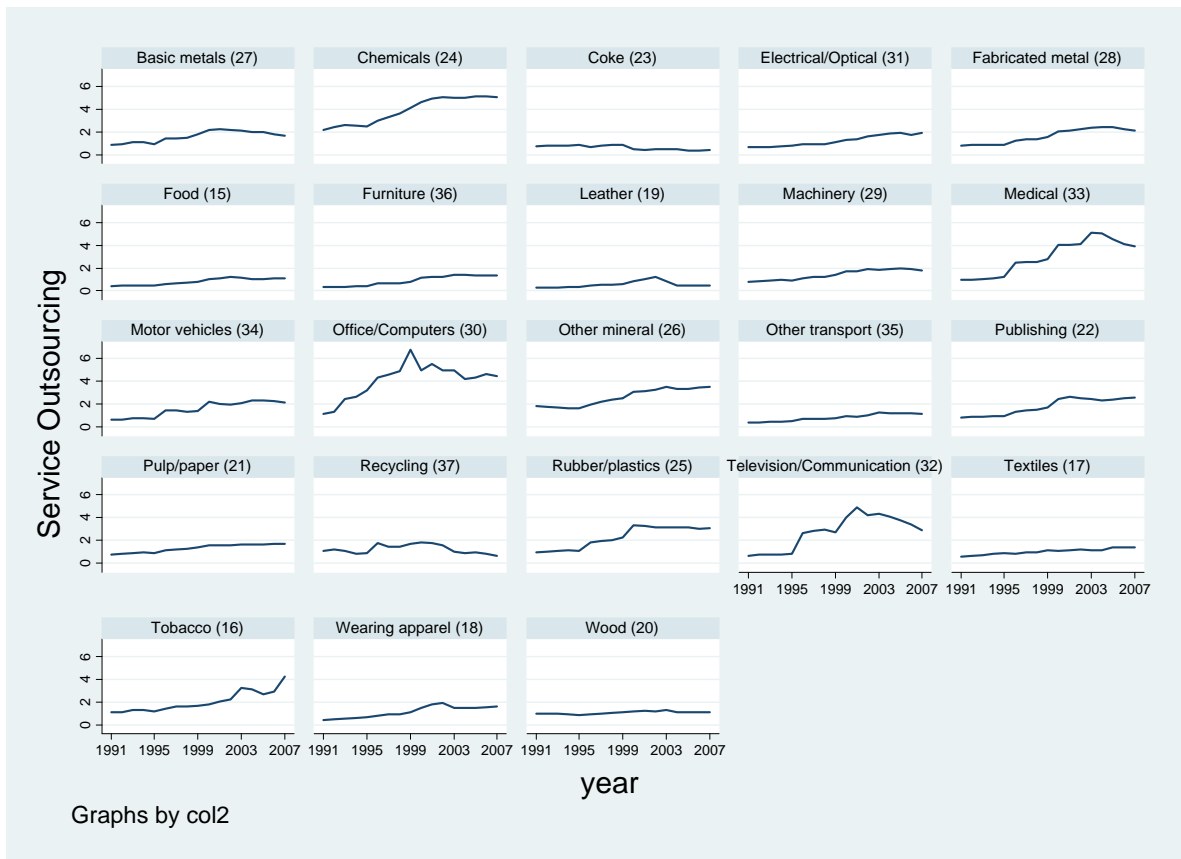 Service Outsourcing
Basic metals (27) Chemicals (24) Coke (23) Electrical/Optical (31) Fabricated metal (28)
6
4
2
0
Food (15) Furniture (36) Leather (19) Machinery (29) Medical (33)
6
4
2
0
Motor vehicles (34) Office/Computers (30) Other mineral (26) Other transport (35) Publishing (22)
6
4
2
0
Pulp/paper (21) Recycling (37) Rubber/plastics (25) Television/Communication (32) Textiles (17)
6
4
2
0
1991 1995 1999 2003 2007 1991 1995 1999 2003 2007
Tobacco (16) Wearing apparel (18) Wood (20)
6
4
2
0
1991 1995 1999 2003 2007 1991 1995 1999 2003 2007 1991 1995 1999 2003 2007
year
Graphs by col2